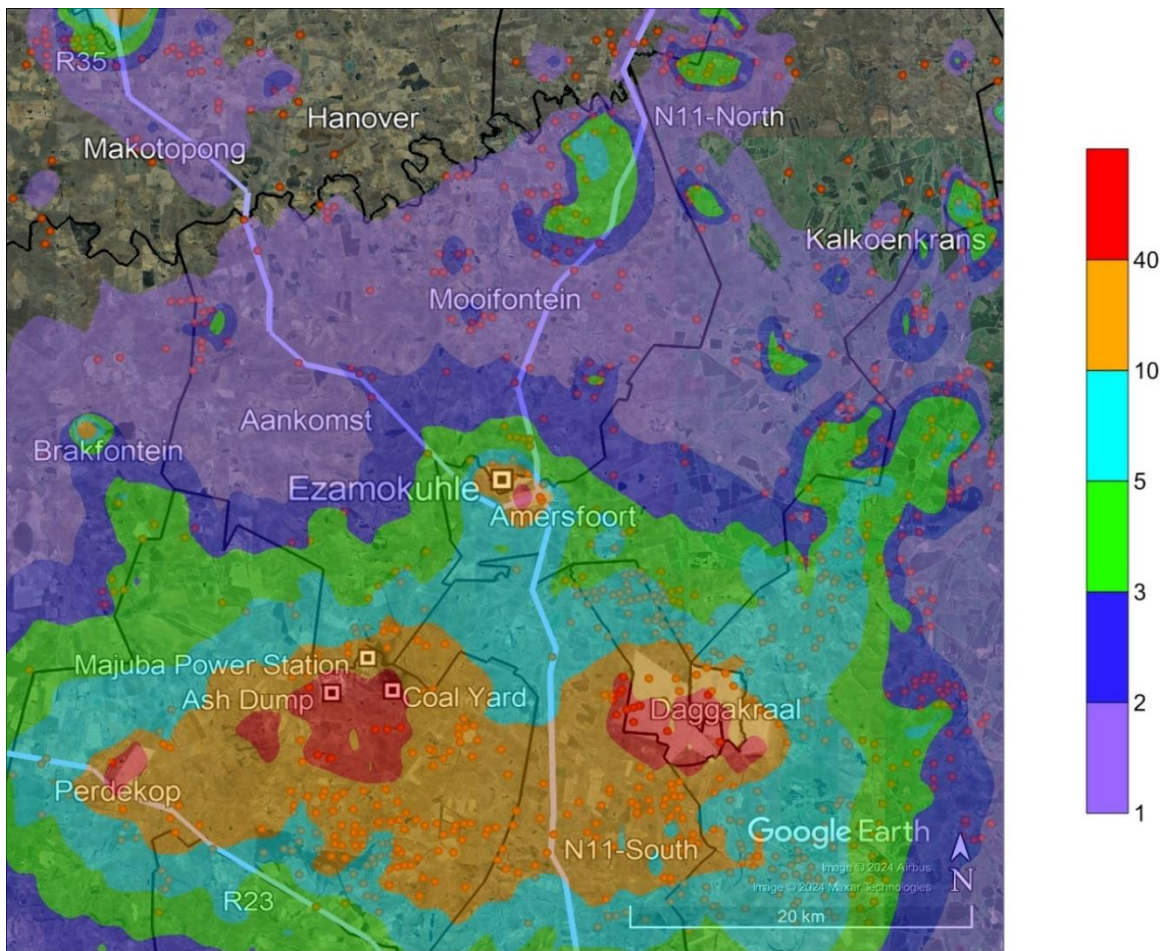 R35
Hanover
N11-North
Makotopong
Kalkoenkrans
Mooifontein
Aankomst
Brakfontein
Ezamokuhle
Amersfoort
Majuba Power Station
Ash Dump
Coal Yard
Daggakraal
Perdekop
N11-South
R23
Google Earth
Image © 2024 Airbus
Image © 2024 Maxar Technologies
N
20 km
40
10
5
3
2
1